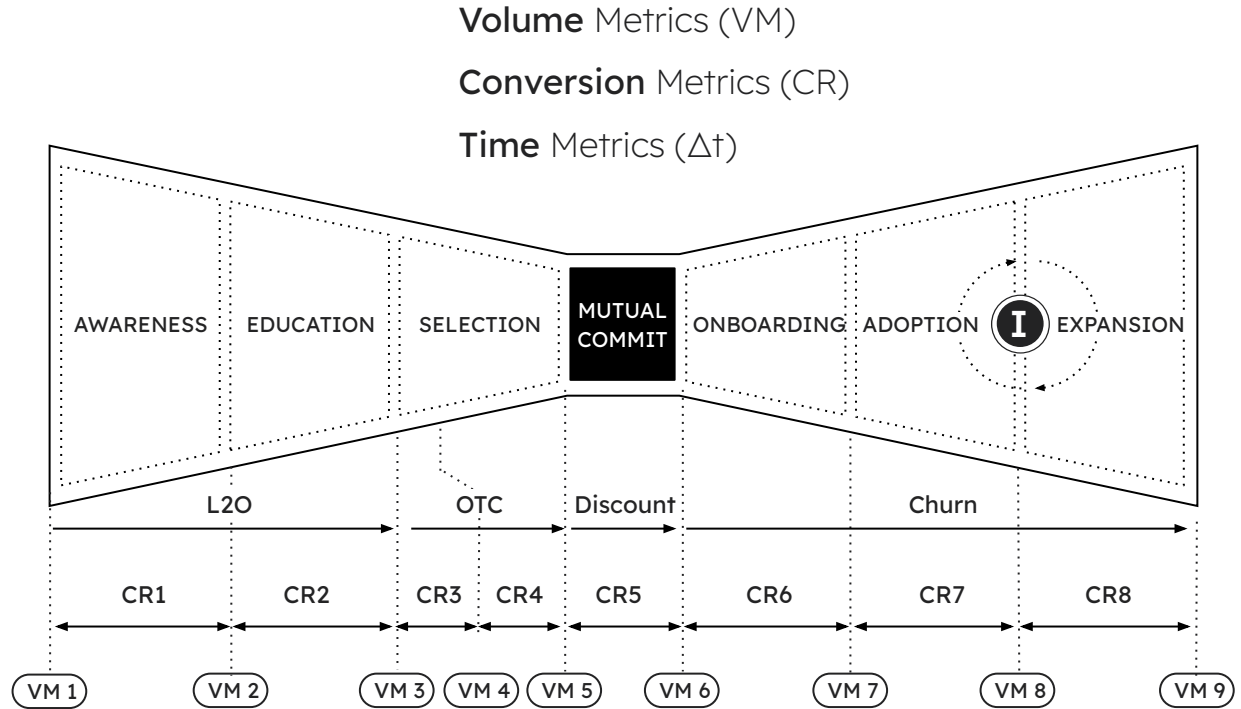 Volume Metrics (VM)
Conversion Metrics (CR)
Time Metrics (Δt)
AWARENESS
EDUCATION
SELECTION
MUTUAL
COMMIT
ONBOARDING
ADOPTION
I
EXPANSION
L2O
OTC
Discount
Churn
CR1
CR2
CR3
CR4
CR5
CR6
CR7
CR8
VM 1
VM 2
VM 3
VM 4
VM 5
VM 6
VM 7
VM 8
VM 9